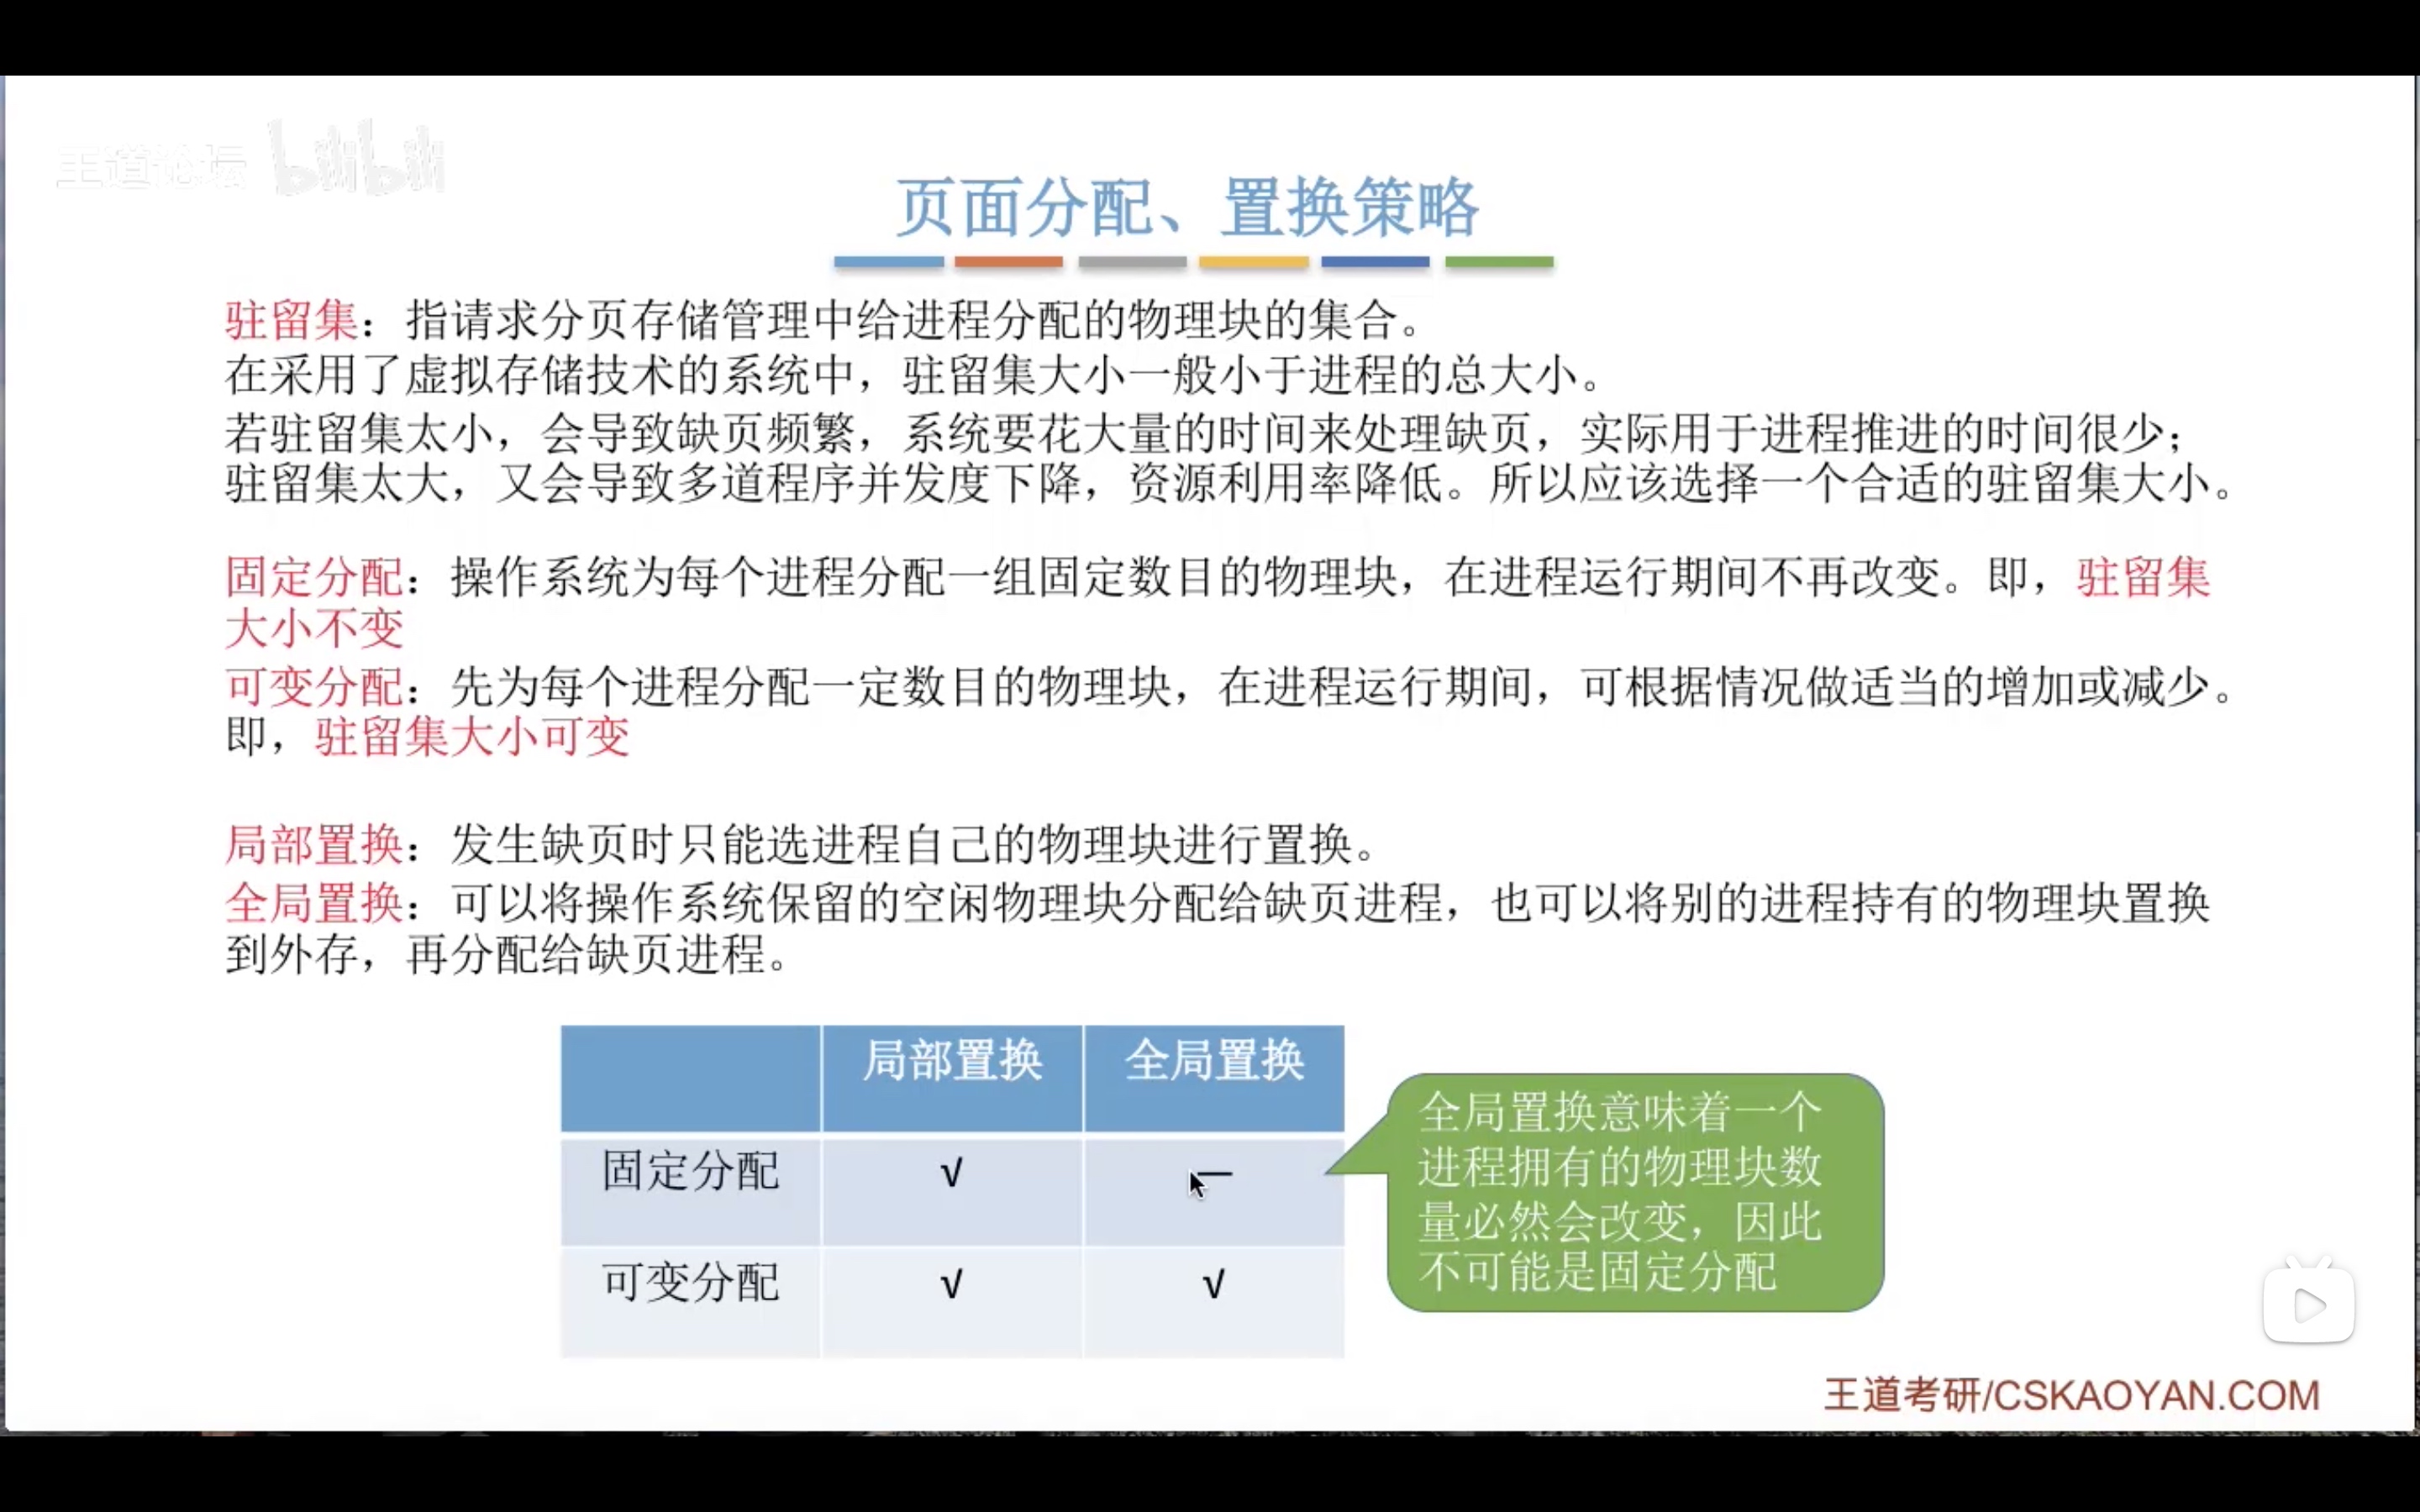 王道论坛 bilibili
页面分配、置换策略
驻留集：指请求分页存储管理中给进程分配的物理块的集合。
在采用了虚拟存储技术的系统中，驻留集大小一般小于进程的总大小。
若驻留集太小，会导致缺页频繁，系统要花大量的时间来处理缺页，实际用于进程推进的时间很少；
驻留集太大，又会导致多道程序并发度下降，资源利用率降低。所以应该选择一个合适的驻留集大小。
固定分配：操作系统为每个进程分配一组固定数目的物理块，在进程运行期间不再改变。即，驻留集
大小不变
可变分配：先为每个进程分配一定数目的物理块，在进程运行期间，可根据情况做适当的增加或减少。
即，驻留集大小可变
局部置换：发生缺页时只能选进程自己的物理块进行置换。
全局置换：可以将操作系统保留的空闲物理块分配给缺页进程，也可以将别的进程持有的物理块置换
到外存，再分配给缺页进程。
局部置换 全局置换
固定分配 √ —
可变分配 √ √
全局置换意味着一个
进程拥有的物理块数
量必然会改变，因此
不可能是固定分配
王道考研/CSKAOYAN.COM